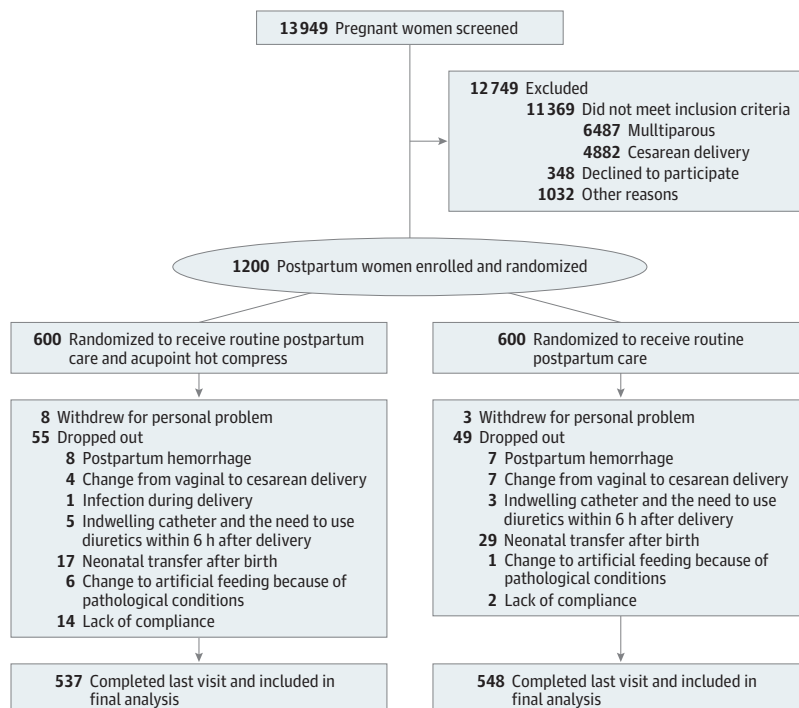 13949 Pregnant women screened
12749 Excluded
11369 Did not meet inclusion criteria
6487 Mulltiparous
4882 Cesarean delivery
348 Declined to participate
1032 Other reasons
1200 Postpartum women enrolled and randomized
600 Randomized to receive routine postpartum
care and acupoint hot compress
600 Randomized to receive routine
postpartum care
8 Withdrew for personal problem
55 Dropped out
8 Postpartum hemorrhage
4 Change from vaginal to cesarean delivery
1 Infection during delivery
5 Indwelling catheter and the need to use
diuretics within 6 h after delivery
17 Neonatal transfer after birth
6 Change to artificial feeding because of
pathological conditions
14 Lack of compliance
3 Withdrew for personal problem
49 Dropped out
7 Postpartum hemorrhage
7 Change from vaginal to cesarean delivery
3 Indwelling catheter and the need to use
diuretics within 6 h after delivery
29 Neonatal transfer after birth
1 Change to artificial feeding because of
pathological conditions
2 Lack of compliance
537 Completed last visit and included in
final analysis
548 Completed last visit and included in
final analysis